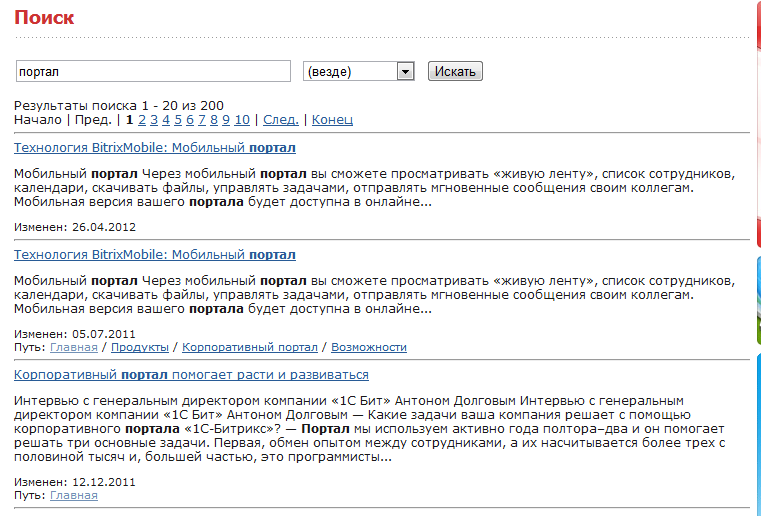 Поиск
портал (везде) Искать
Результаты поиска 1 - 20 из 200
Начало | Пред. | 1 2 3 4 5 6 7 8 9 10 | След. | Конец
Технология BitrixMobile: Мобильный портал
Мобильный портал Через мобильный портал вы сможете просматривать «живую ленту», список сотрудников,
календари, скачивать файлы, управлять задачами, отправлять мгновенные сообщения своим коллегам.
Мобильная версия вашего портала будет доступна в онлайне...
Изменен: 26.04.2012
Технология BitrixMobile: Мобильный портал
Мобильный портал Через мобильный портал вы сможете просматривать «живую ленту», список сотрудников,
календари, скачивать файлы, управлять задачами, отправлять мгновенные сообщения своим коллегам.
Мобильная версия вашего портала будет доступна в онлайне...
Изменен: 05.07.2011
Путь: Главная / Продукты / Корпоративный портал / Возможности
Корпоративный портал помогает расти и развиваться
Интервью с генеральным директором компании «1С Бит» Антоном Долговым Интервью с генеральным
директором компании «1С Бит» Антоном Долговым — Какие задачи ваша компания решает с помощью
корпоративного портала «1С-Битрикс»? — Портал мы используем активно года полтора–два и он помогает
решать три основные задачи. Первая, обмен опытом между сотрудниками, а их насчитывается более трех с
половиной тысяч и, большей частью, это программисты...
Изменен: 12.12.2011
Путь: Главная